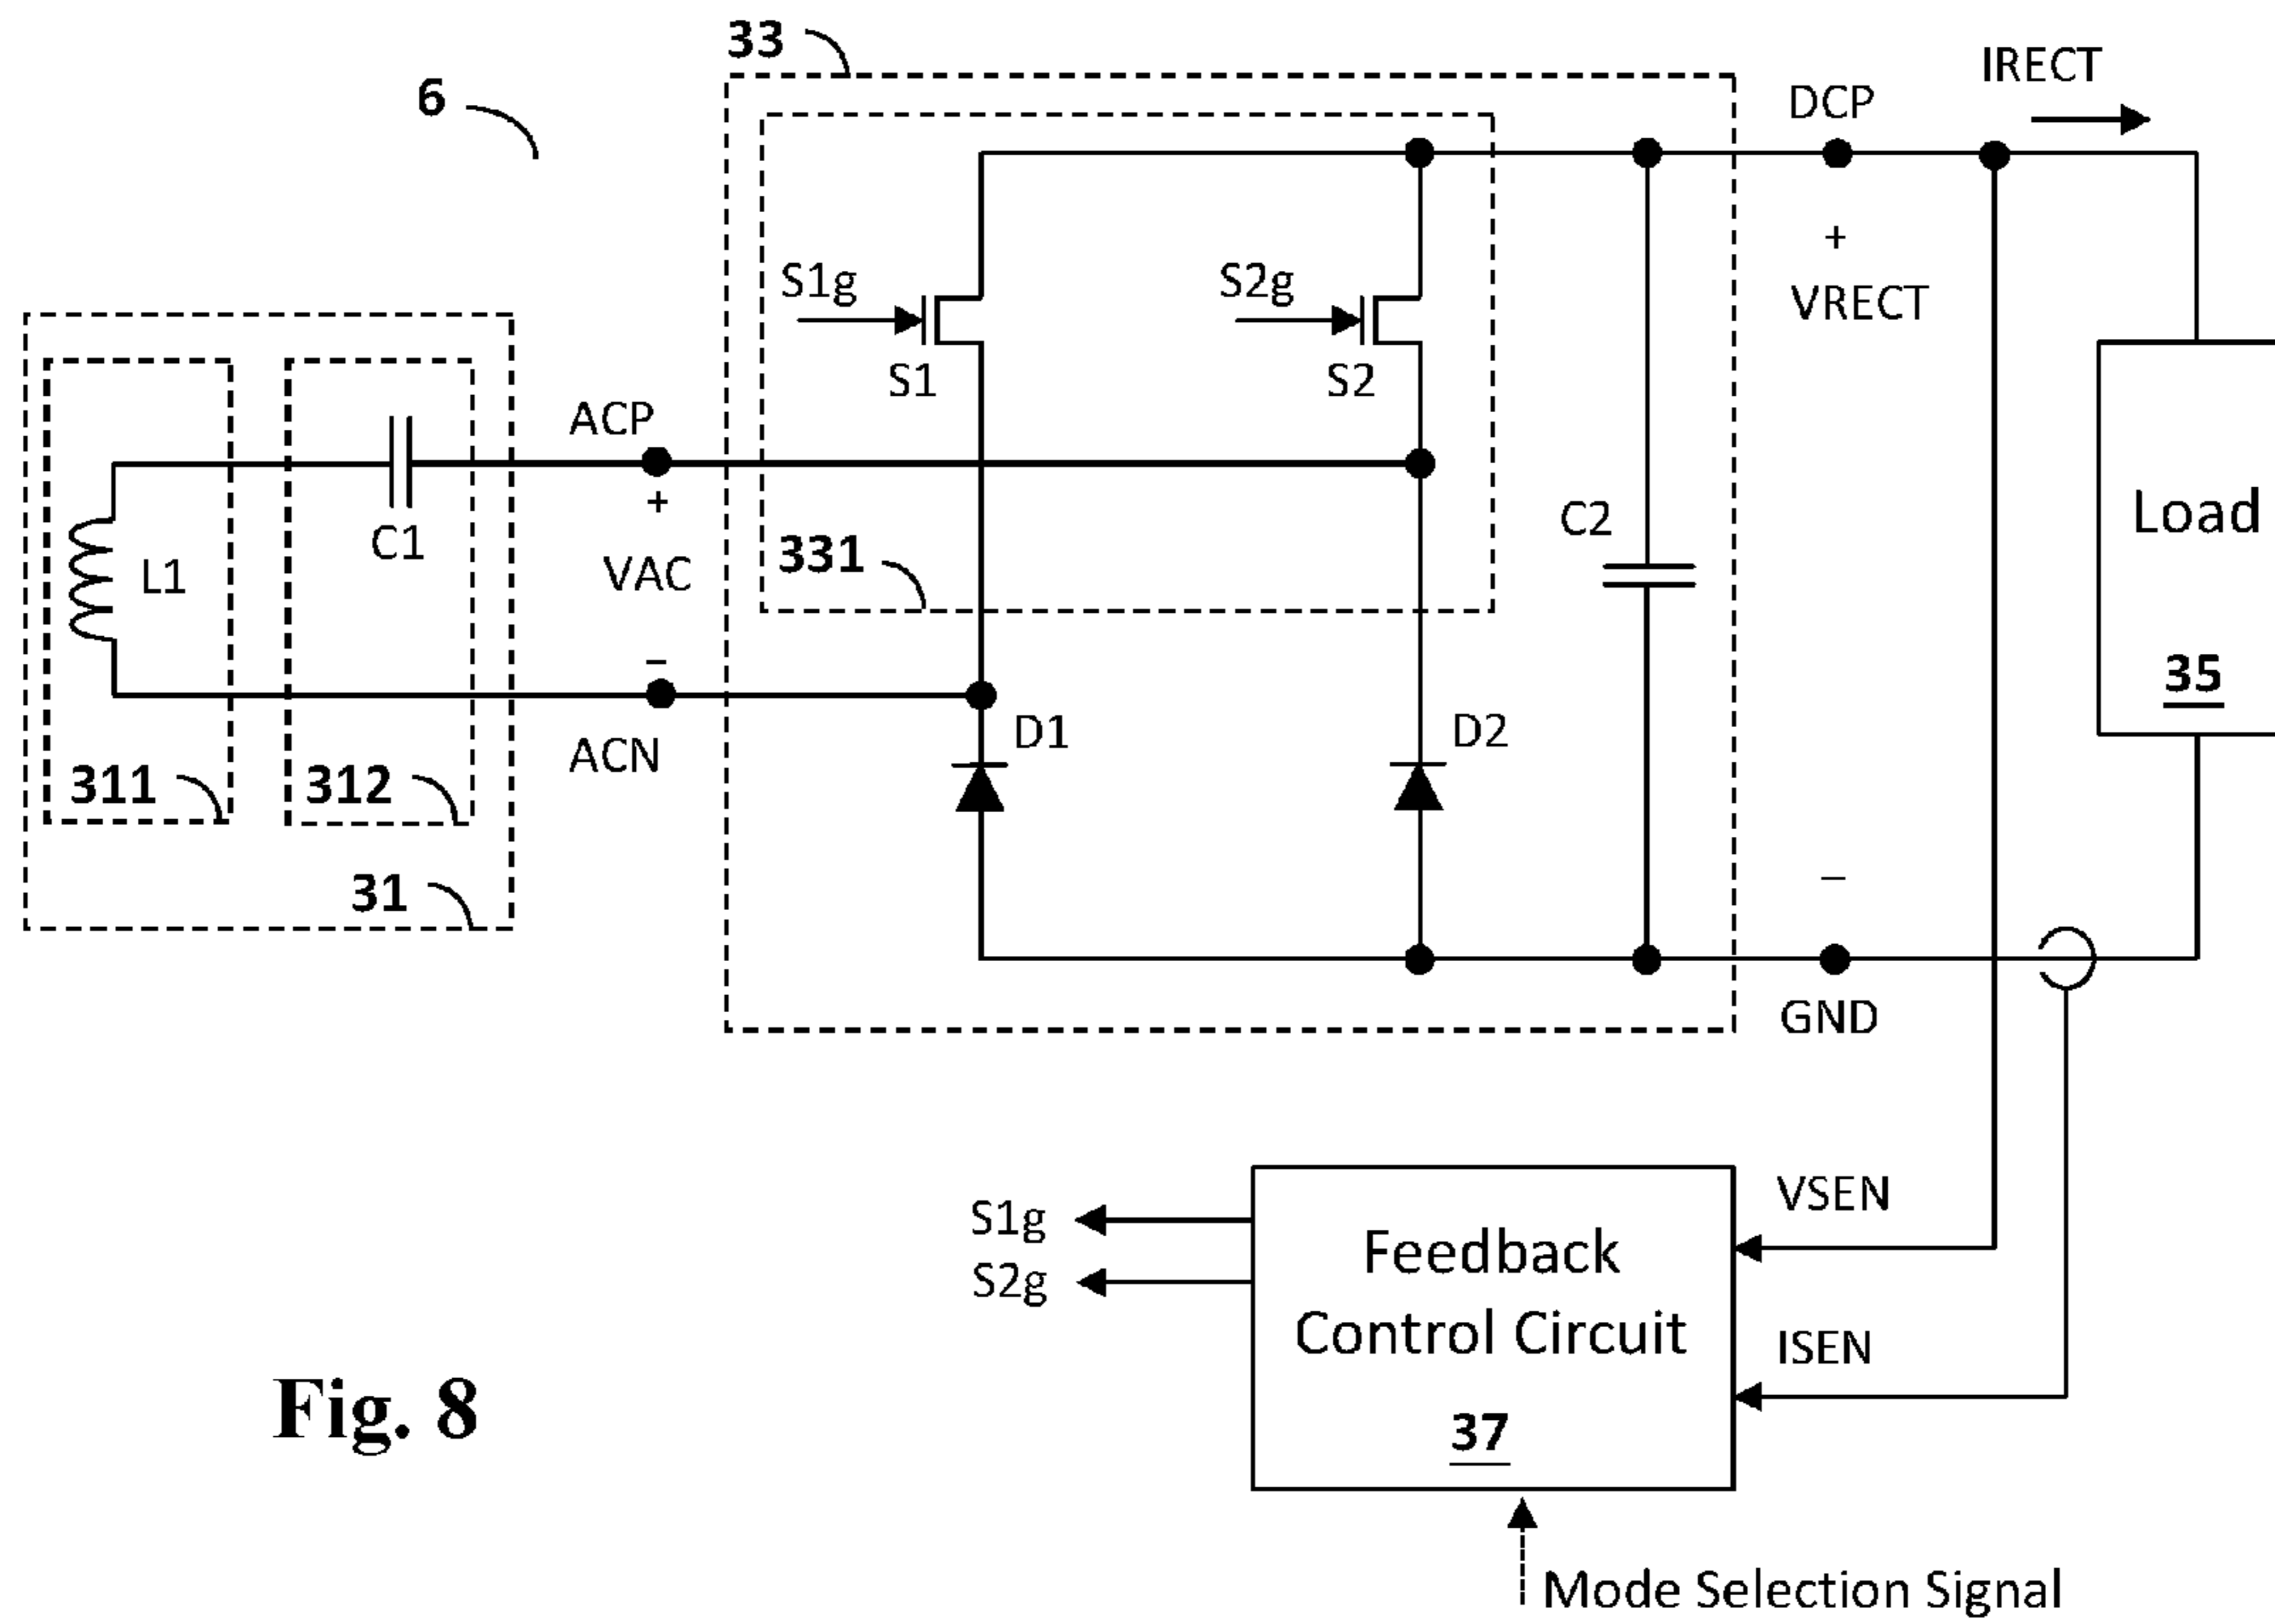 33
IRECT
6
DCP
+
VRECT
S1g
S2g
S1
S2
ACP
+
C1
L1
VAC
331
C2
Load
35
–
ACN
D1
D2
311
312
31
–
GND
VSEN
S1g
S2g
Feedback
Control Circuit
37
ISEN
Fig. 8
Mode Selection Signal